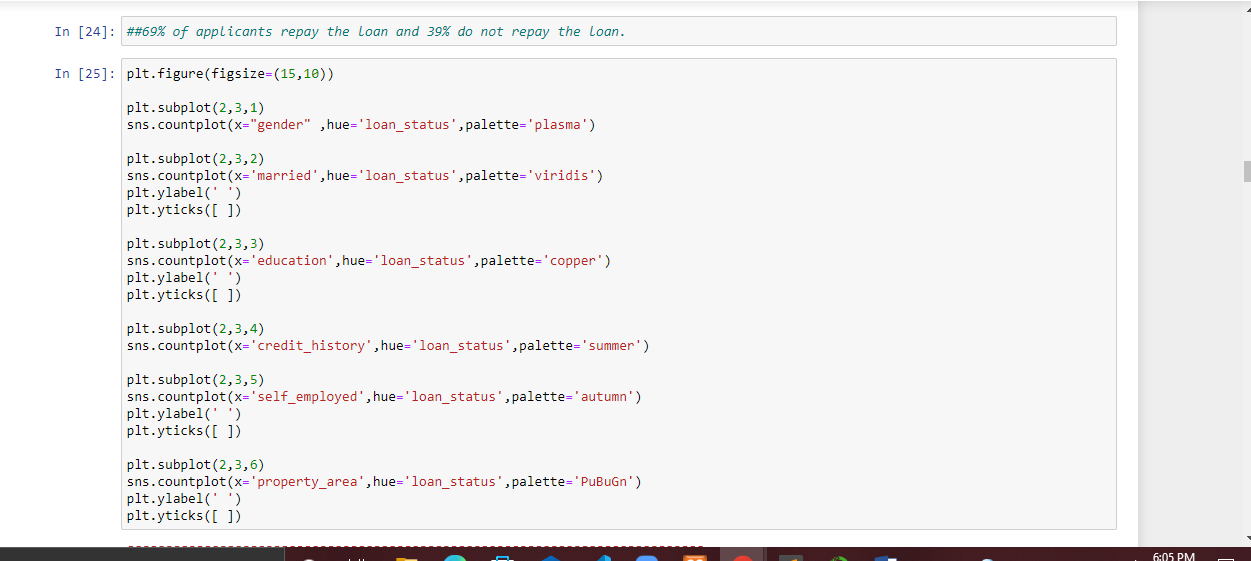 In [24]: ##69% of applicants repay the loan and 39% do not repay the loan.
In [25]: plt.figure(figsize=(15,10))
plt.subplot(2,3,1)
sns.countplot(x="gender" ,hue='loan_status',palette='plasma')
plt.subplot(2,3,2)
sns.countplot(x='married',hue='loan_status',palette='viridis')
plt.ylabel(' ')
plt.yticks([ ])
plt.subplot(2,3,3)
sns.countplot(x='education',hue='loan_status',palette='copper')
plt.ylabel(' ')
plt.yticks([ ])
plt.subplot(2,3,4)
sns.countplot(x='credit_history',hue='loan_status',palette='summer')
plt.subplot(2,3,5)
sns.countplot(x='self_employed',hue='loan_status',palette='autumn')
plt.ylabel(' ')
plt.yticks([ ])
plt.subplot(2,3,6)
sns.countplot(x='property_area',hue='loan_status',palette='PuBuGn')
plt.ylabel(' ')
plt.yticks([ ])
6:05 PM